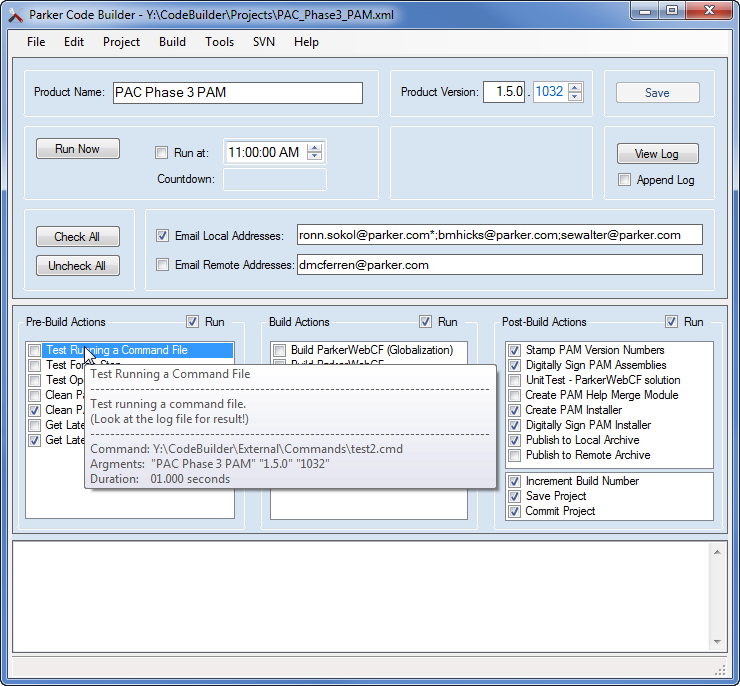 Parker Code Builder - Y:\CodeBuilder\Projects\PAC_Phase3_PAM.xml
File Edit Project Build Tools SVN Help
Product Name: PAC Phase 3 PAM Product Version: 1.5.0 . 1032 Save
Run Now Run at: 11:00:00 AM View Log
Countdown: Append Log
Check All Email Local Addresses: ronn.sokol@parker.com*;bmhicks@parker.com;sewalter@parker.com
Uncheck All Email Remote Addresses: dmcferren@parker.com
Pre-Build Actions Run Build Actions Run Post-Build Actions Run
Test Running a Command File Build ParkerWebCF (Globalization) Stamp PAM Version Numbers
Test For Digitally Sign PAM Assemblies
Test Op UnitTest - ParkerWebCF solution
Clean P Create PAM Help Merge Module
Clean P Create PAM Installer
Get Late Digitally Sign PAM Installer
Get Late Publish to Local Archive
Publish to Remote Archive
Test Running a Command File
Test running a command file.
(Look at the log file for result!)
Command: Y:\CodeBuilder\External\Commands\test2.cmd
Argments: "PAC Phase 3 PAM" "1.5.0" "1032"
Duration: 01.000 seconds
Increment Build Number
Save Project
Commit Project